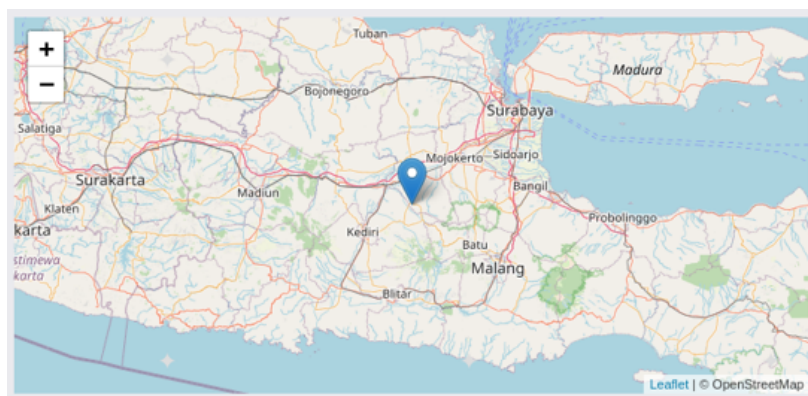 +
−
Tuban
Madura
Bojonegoro
Surabaya
Salatiga
Mojokerto
Sidoarjo
Surakarta
Madiun
Bangil
Klaten
Probolinggo
karta
Kediri
Batu
stimewa
karta
Malang
Blitar
Leaflet | © OpenStreetMap